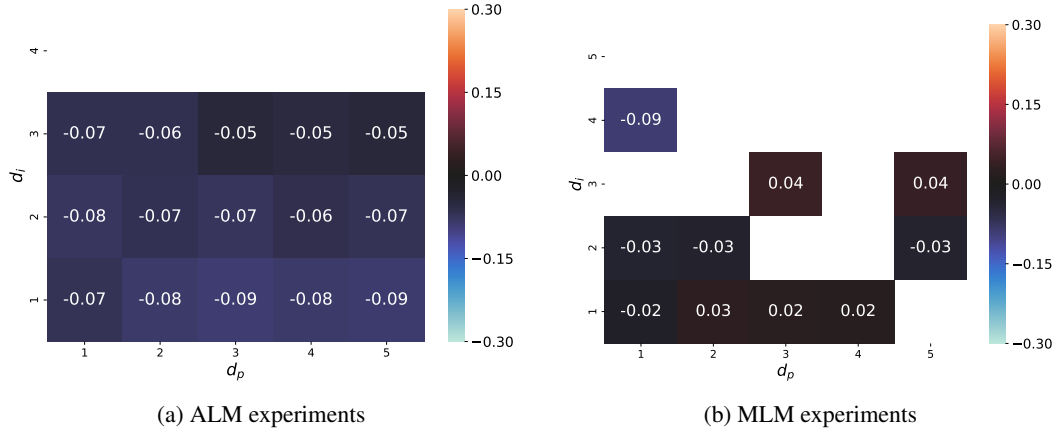 0.30
4
0.15
-0.07 -0.06 -0.05 -0.05 -0.05
3
0.00
d_i
-0.08 -0.07 -0.07 -0.06 -0.07
2
−0.15
-0.07 -0.08 -0.09 -0.08 -0.09
1
−0.30
1 2 3 4 5
d_p
(a) ALM experiments
0.30
5
0.15
4
-0.09
3
0.04 0.04
0.00
d_i
2
-0.03 -0.03 -0.03
−0.15
1
-0.02 0.03 0.02 0.02
−0.30
1 2 3 4 5
d_p
(b) MLM experiments